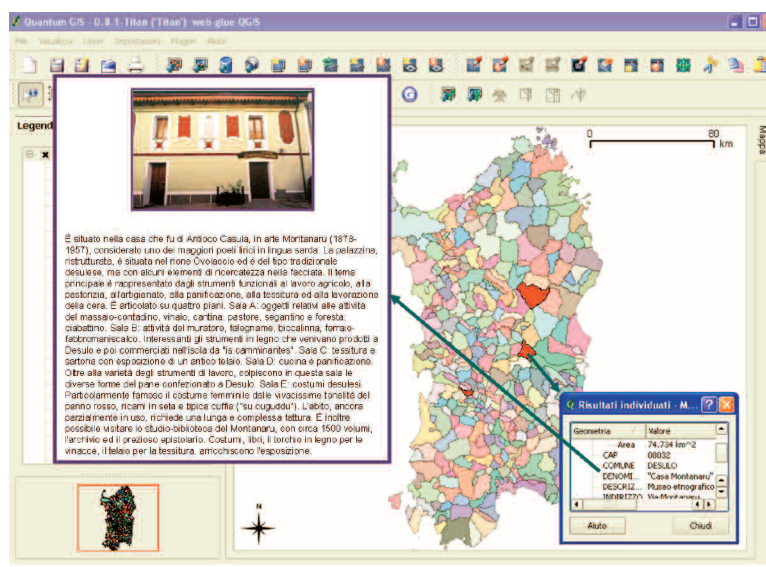 Quantum GIS - 0.8.1-Titan ('Titan') web-glue-QGIS
File Visualizza Layer Impostazioni Plugins Aiuto
Legend
Mappa
0 80
km
È situato nella casa che fu di Antioco Casula, in arte Montanaru (1878-
1957), considerato uno dei maggiori poeti lirici in lingua sarda. La palazzina,
ristrutturata, è situata nel rione Ovolaccio ed è del tipo tradizionale
desulese, ma con alcuni elementi di ricercatezza nella facciata. Il tema
principale è rappresentato dagli strumenti funzionali al lavoro agricolo, alla
pastorizia, all'artigianato, alla panificazione, alla tessitura ed alla lavorazione
della cera. È articolato su quattro piani. Sala A: oggetti relativi alle attività
del massaio-contadino, vinaio, cantina, pastore, segantino e foresta,
ciabattino. Sala B: attività del muratore, falegname, biccalinna, ferraio-
fabbromaniscalco. Interessanti gli strumenti in legno che venivano prodotti a
Desulo e poi commerciati nell'isola da "is camminantes". Sala C: tessitura e
sartoria con esposizione di un antico telaio. Sala D: cucina e panificazione.
Oltre alla varietà degli strumenti di lavoro, colpiscono in questa sala le
diverse forme del pane confezionato a Desulo. Sala E: costumi desulesi.
Particolarmente famoso il costume femminile dalle vivacissime tonalità del
panno rosso, ricami in seta e tipica cuffia ("su cuguddu"). L'abito, ancora
parzialmente in uso, richiede una lunga e complessa fattura. È inoltre
possibile visitare lo studio-biblioteca del Montanaru, con circa 1500 volumi,
l'archivio ed il prezioso epistolario. Costumi, libri, il torchio in legno per le
vinacce, il telaio per la tessitura, arricchiscono l'esposizione.
N
Risultati individuati - M...
Geometria Valore
Area 74,734 km^2
CAP 08032
COMUNE DESULO
DENOMI... "Casa Montanaru"
DESCRIZ... Museo etnografico
INDIRIZZO Via Montanaru
Aiuto Chiudi